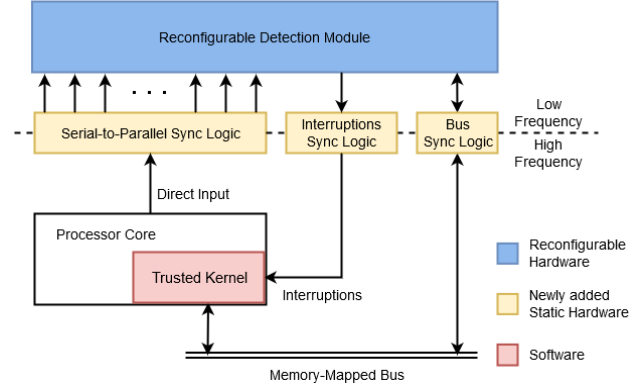 Reconfigurable Detection Module
. . .
Serial-to-Parallel Sync Logic
Interruptions
Sync Logic
Bus
Sync Logic
Low
Frequency
High
Frequency
Direct Input
Processor Core
Trusted Kernel
Interruptions
Memory-Mapped Bus
Reconfigurable
Hardware
Newly added
Static Hardware
Software